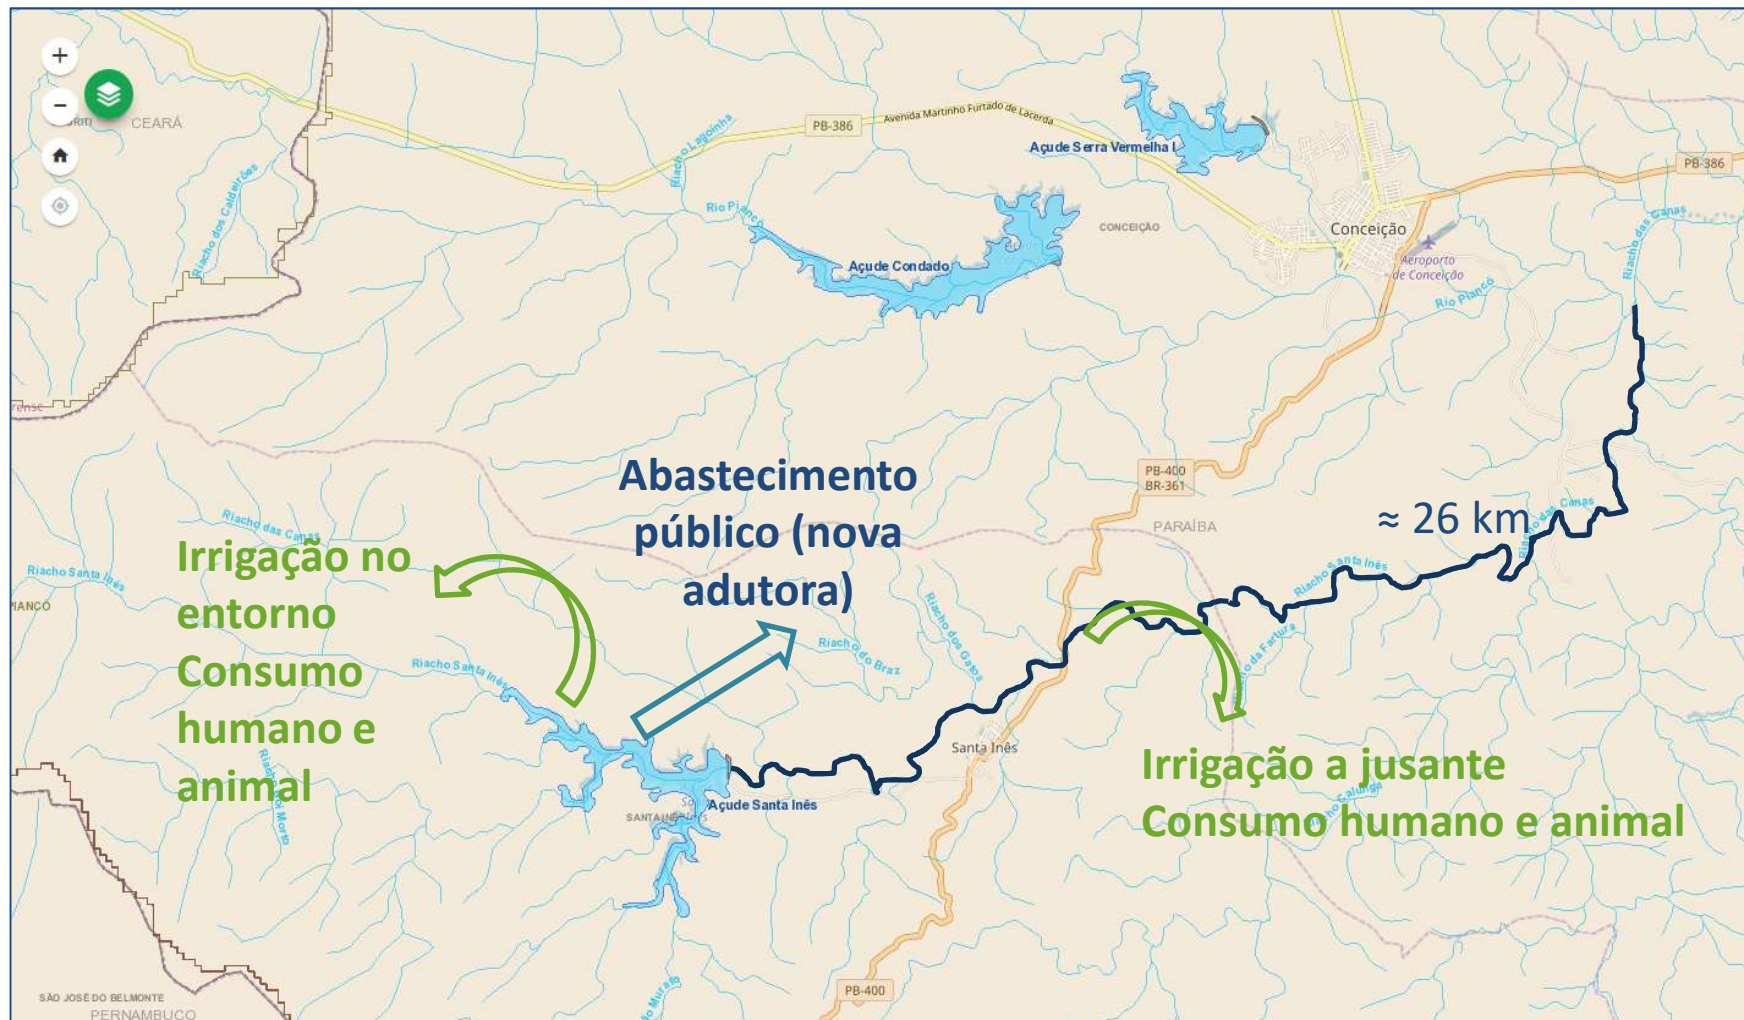 CEARÁ
PB-386
Avenida Martinho Furtado de Lacerda
Riacho Lagoinha
Açude Serra Vermelha I
PB-386
Riacho dos Caldeirões
Rio Piancó
CONCEIÇÃO
Conceição
Riacho das Canas
Açude Condado
Aeroporto
de Conceição
Rio Piancó
Abastecimento
público (nova
adutora)
PB-400
BR-361
PARAÍBA
≈ 26 km
Riacho das Canas
Riacho das Canas
Irrigação no
entorno
Consumo
humano e
animal
Riacho Santa Inês
Riacho Santa Inês
Riacho dos Gatos
Riacho do Braz
Riacho Santa Inês
Santa Inês
Irrigação a jusante
Consumo humano e animal
Açude Santa Inês
SANTA INÊS
PB-400
SÃO JOSÉ DO BELMONTE
PERNAMBUCO